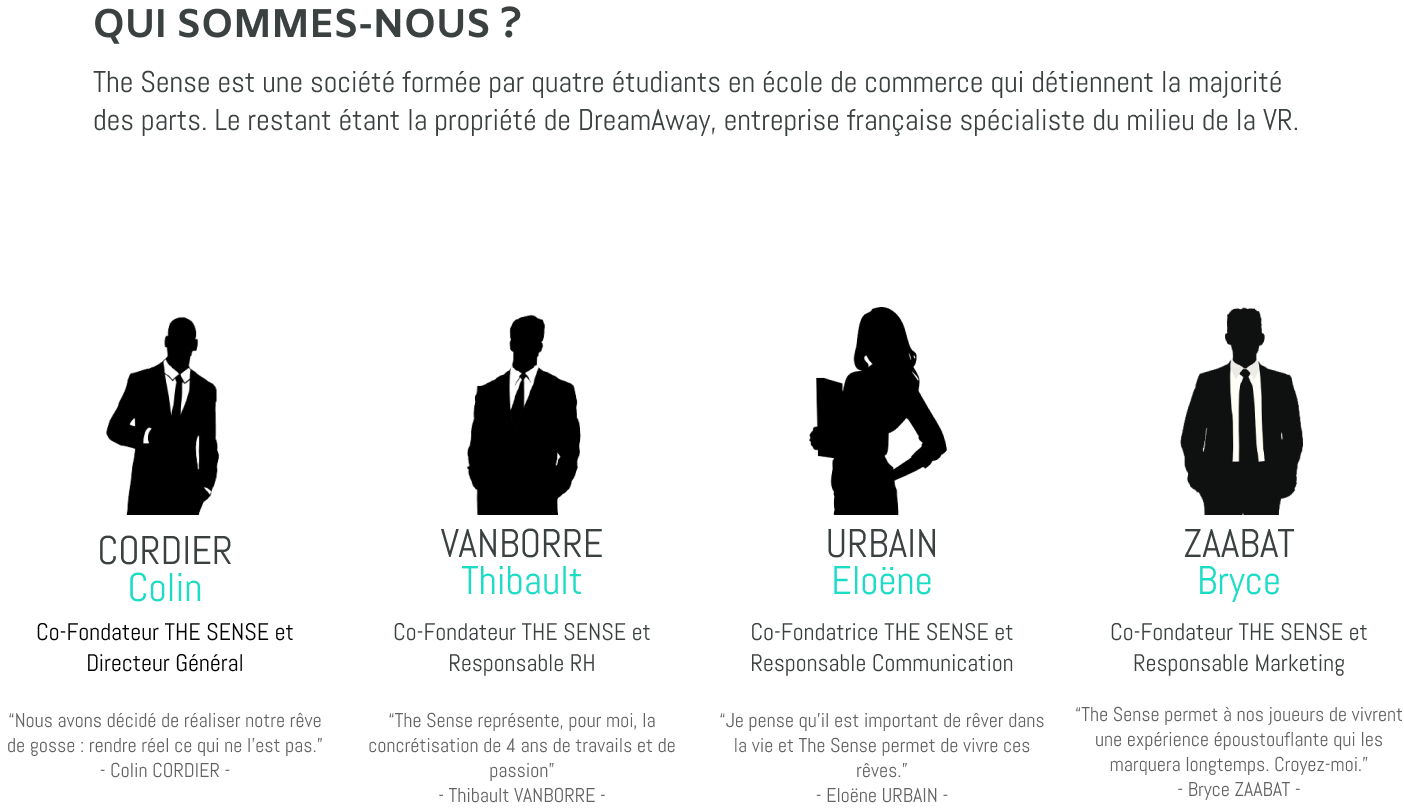 QUI SOMMES-NOUS ?
The Sense est une société formée par quatre étudiants en école de commerce qui détiennent la majorité
des parts. Le restant étant la propriété de DreamAway, entreprise française spécialiste du milieu de la VR.
CORDIER
Colin
Co-Fondateur THE SENSE et
Directeur Général
“Nous avons décidé de réaliser notre rêve
de gosse : rendre réel ce qui ne l’est pas.”
- Colin CORDIER -
VANBORRE
Thibault
Co-Fondateur THE SENSE et
Responsable RH
“The Sense représente, pour moi, la
concrétisation de 4 ans de travails et de
passion”
- Thibault VANBORRE -
URBAIN
Eloëne
Co-Fondatrice THE SENSE et
Responsable Communication
“Je pense qu’il est important de rêver dans
la vie et The Sense permet de vivre ces
rêves.”
- Eloëne URBAIN -
ZAABAT
Bryce
Co-Fondateur THE SENSE et
Responsable Marketing
“The Sense permet à nos joueurs de vivrent
une expérience époustouflante qui les
marquera longtemps. Croyez-moi.”
- Bryce ZAABAT -